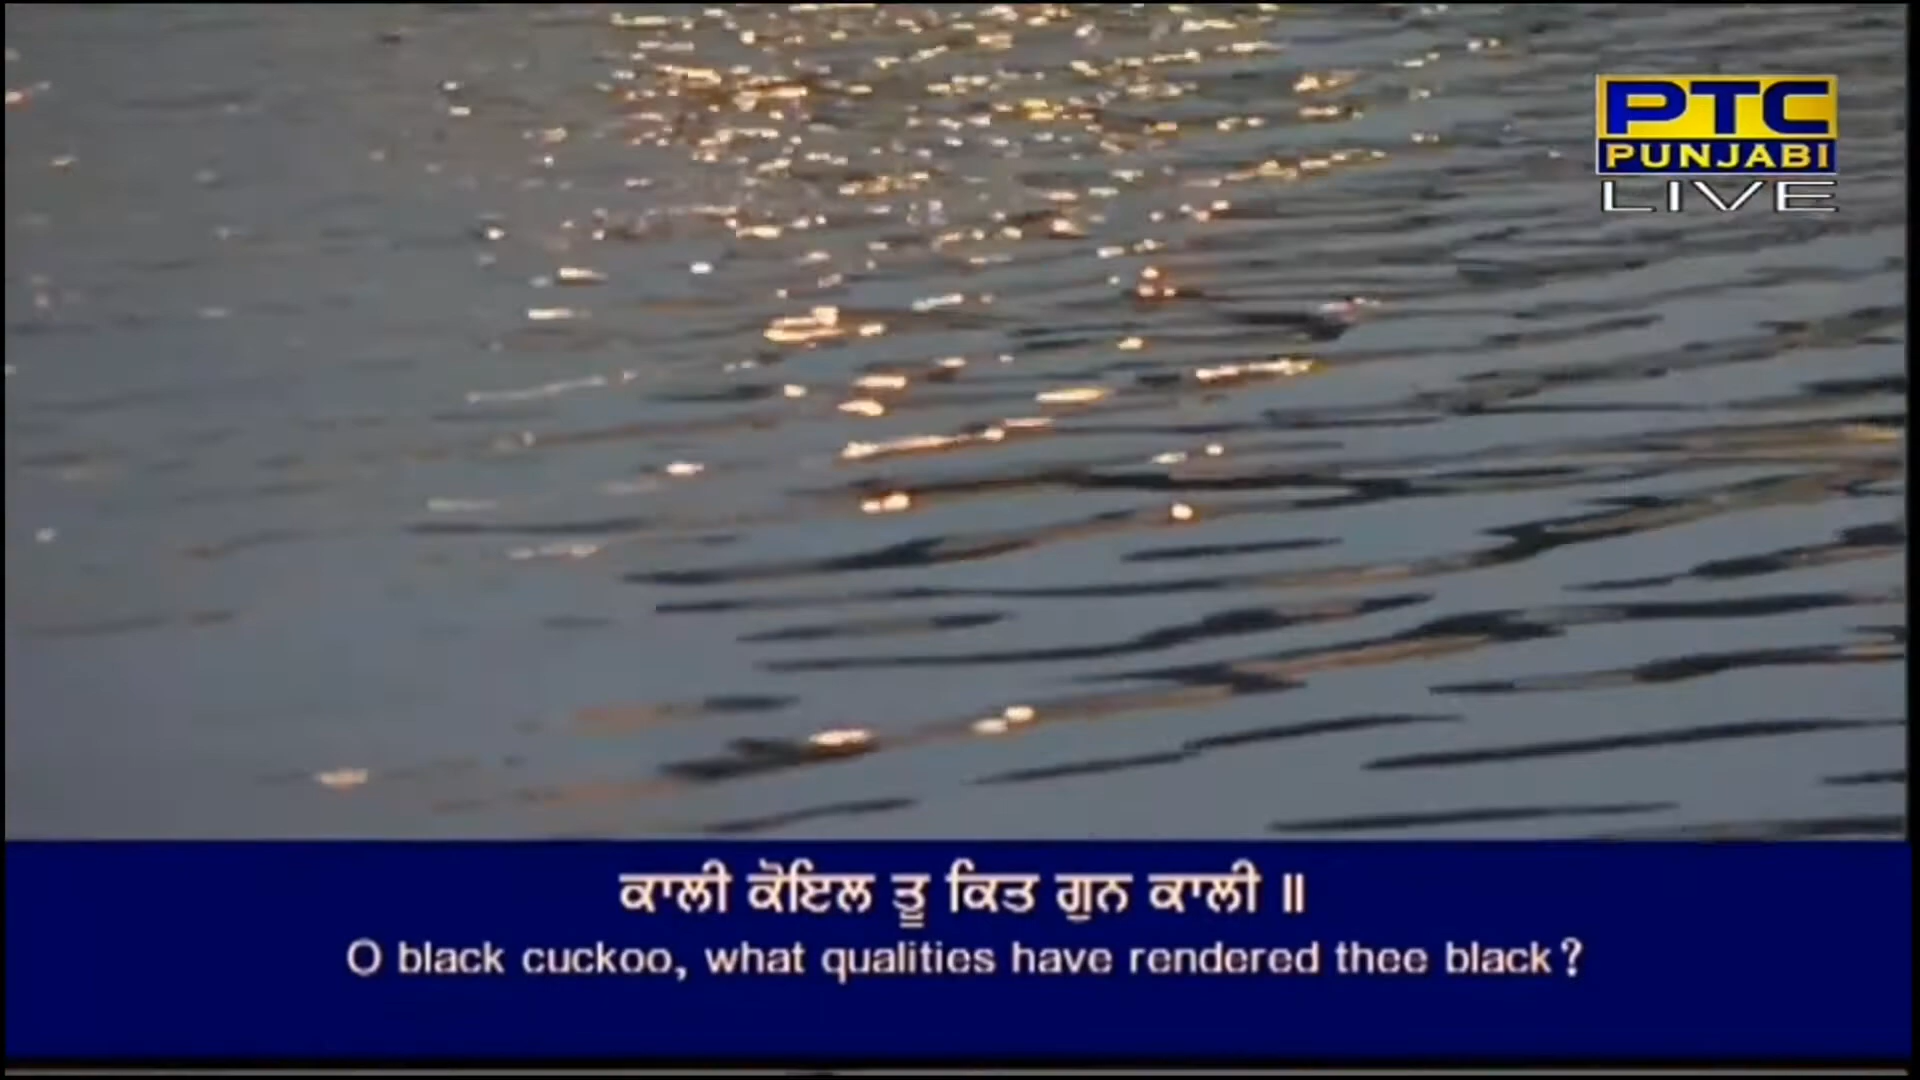 PTC
PUNJABI
LIVE
ਕਾਲੀ ਕੋਇਲ ਤੂ ਕਿਤ ਗੁਨ ਕਾਲੀ ॥
O black cuckoo, what qualities have rendered thee black?